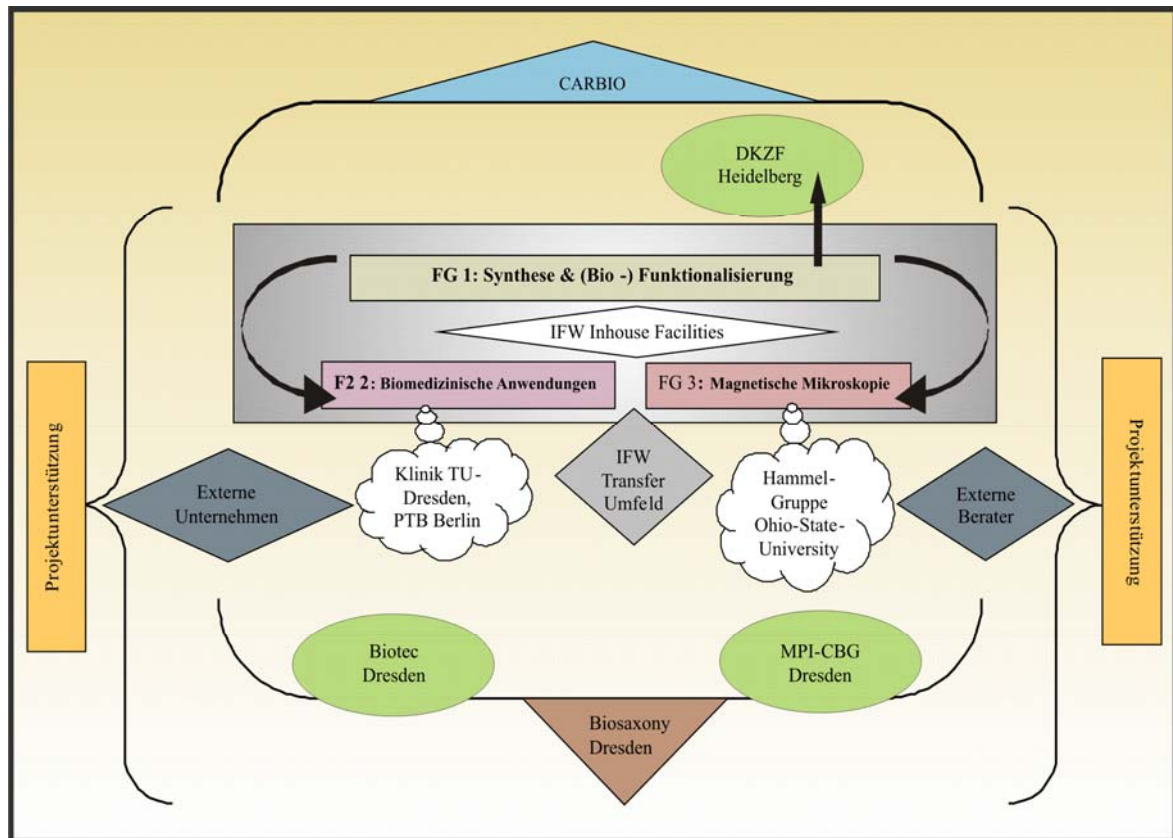 CARBIO
DKZF
Heidelberg
FG 1: Synthese & (Bio -) Funktionalisierung
IFW Inhouse Facilities
F2 2: Biomedizinische Anwendungen
FG 3: Magnetische Mikroskopie
Projektunterstützung
Externe
Unternehmen
Klinik TU-
Dresden,
PTB Berlin
IFW
Transfer
Umfeld
Hammel-
Gruppe
Ohio-State-
University
Externe
Berater
Projektunterstützung
Biotec
Dresden
MPI-CBG
Dresden
Biosaxony
Dresden